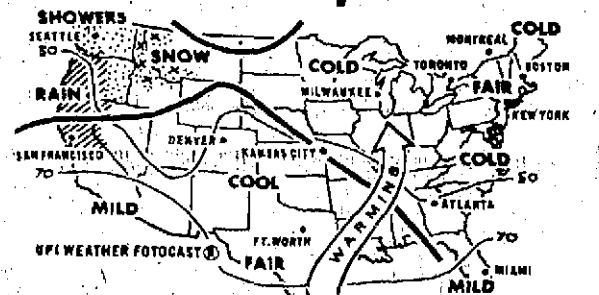 SHOWERS
SEATTLE
50
SNOW
RAIN
SAN FRANCISCO
70
MILD
DENVER
COOL
KANSAS CITY
COLD
MILWAUKEE
TORONTO
MONTREAL
COLD
BOSTON
FAIR
NEW YORK
COLD
50
ATLANTA
WARMING
70
MIAMI
MILD
FT. WORTH
FAIR
UPI WEATHER FOTOCAST ®